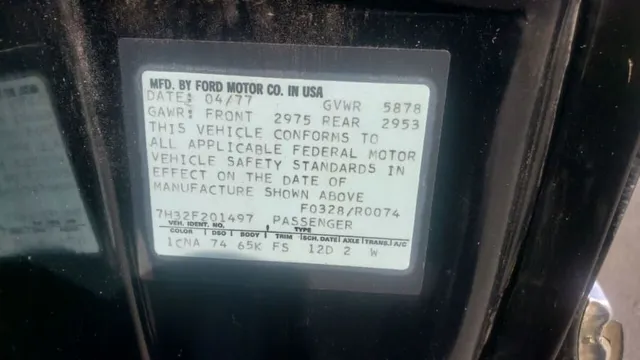 MFD. BY FORD MOTOR CO. IN USA
DATE: 04/77 GVWR 5878
GAWR: FRONT 2975 REAR 2953
THIS VEHICLE CONFORMS TO
ALL APPLICABLE FEDERAL MOTOR
VEHICLE SAFETY STANDARDS IN
EFFECT ON THE DATE OF
MANUFACTURE SHOWN ABOVE
F0328/R0074
7H32F201497 PASSENGER
VEH. IDENT. NO. TYPE
COLOR DSO BODY TRIM SCH. DATE AXLE TRANS. A/C
1CNA 74 65K FS 12D 2 W